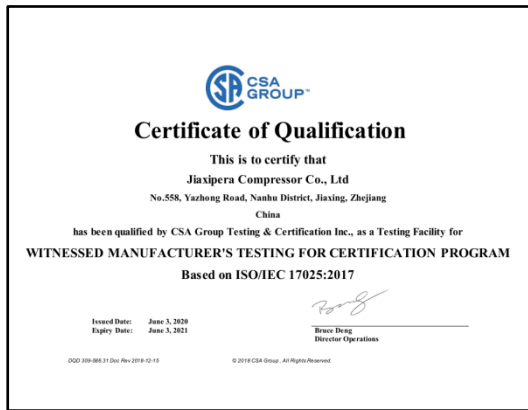 CSA
GROUP™
Certificate of Qualification
This is to certify that
Jiaxipera Compressor Co., Ltd
No.558, Yazhong Road, Nanhu District, Jiaxing, Zhejiang
China
has been qualified by CSA Group Testing & Certification Inc., as a Testing Facility for
WITNESSED MANUFACTURER'S TESTING FOR CERTIFICATION PROGRAM
Based on ISO/IEC 17025:2017
Issued Date: June 3, 2020
Expiry Date: June 3, 2021
Bruce Deng
Director Operations
DQD 309-866.31 Doc Rev 2018-12-15
© 2018 CSA Group. All Rights Reserved.